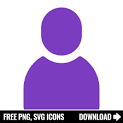 FREE PNG, SVG ICONS DOWNLOAD